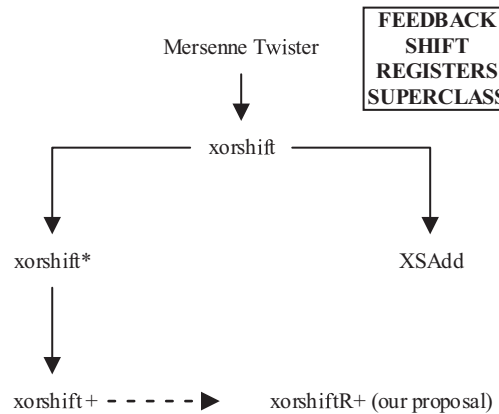 FEEDBACK
SHIFT
REGISTERS
SUPERCLASS
Mersenne Twister
xorshift
xorshift*
XSAdd
xorshift+
xorshiftR+ (our proposal)